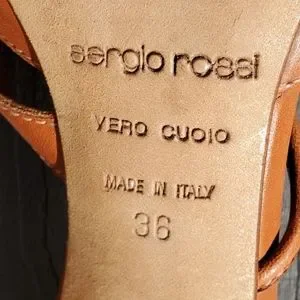 sergio rossi
VERO CUOIO
MADE IN ITALY
36